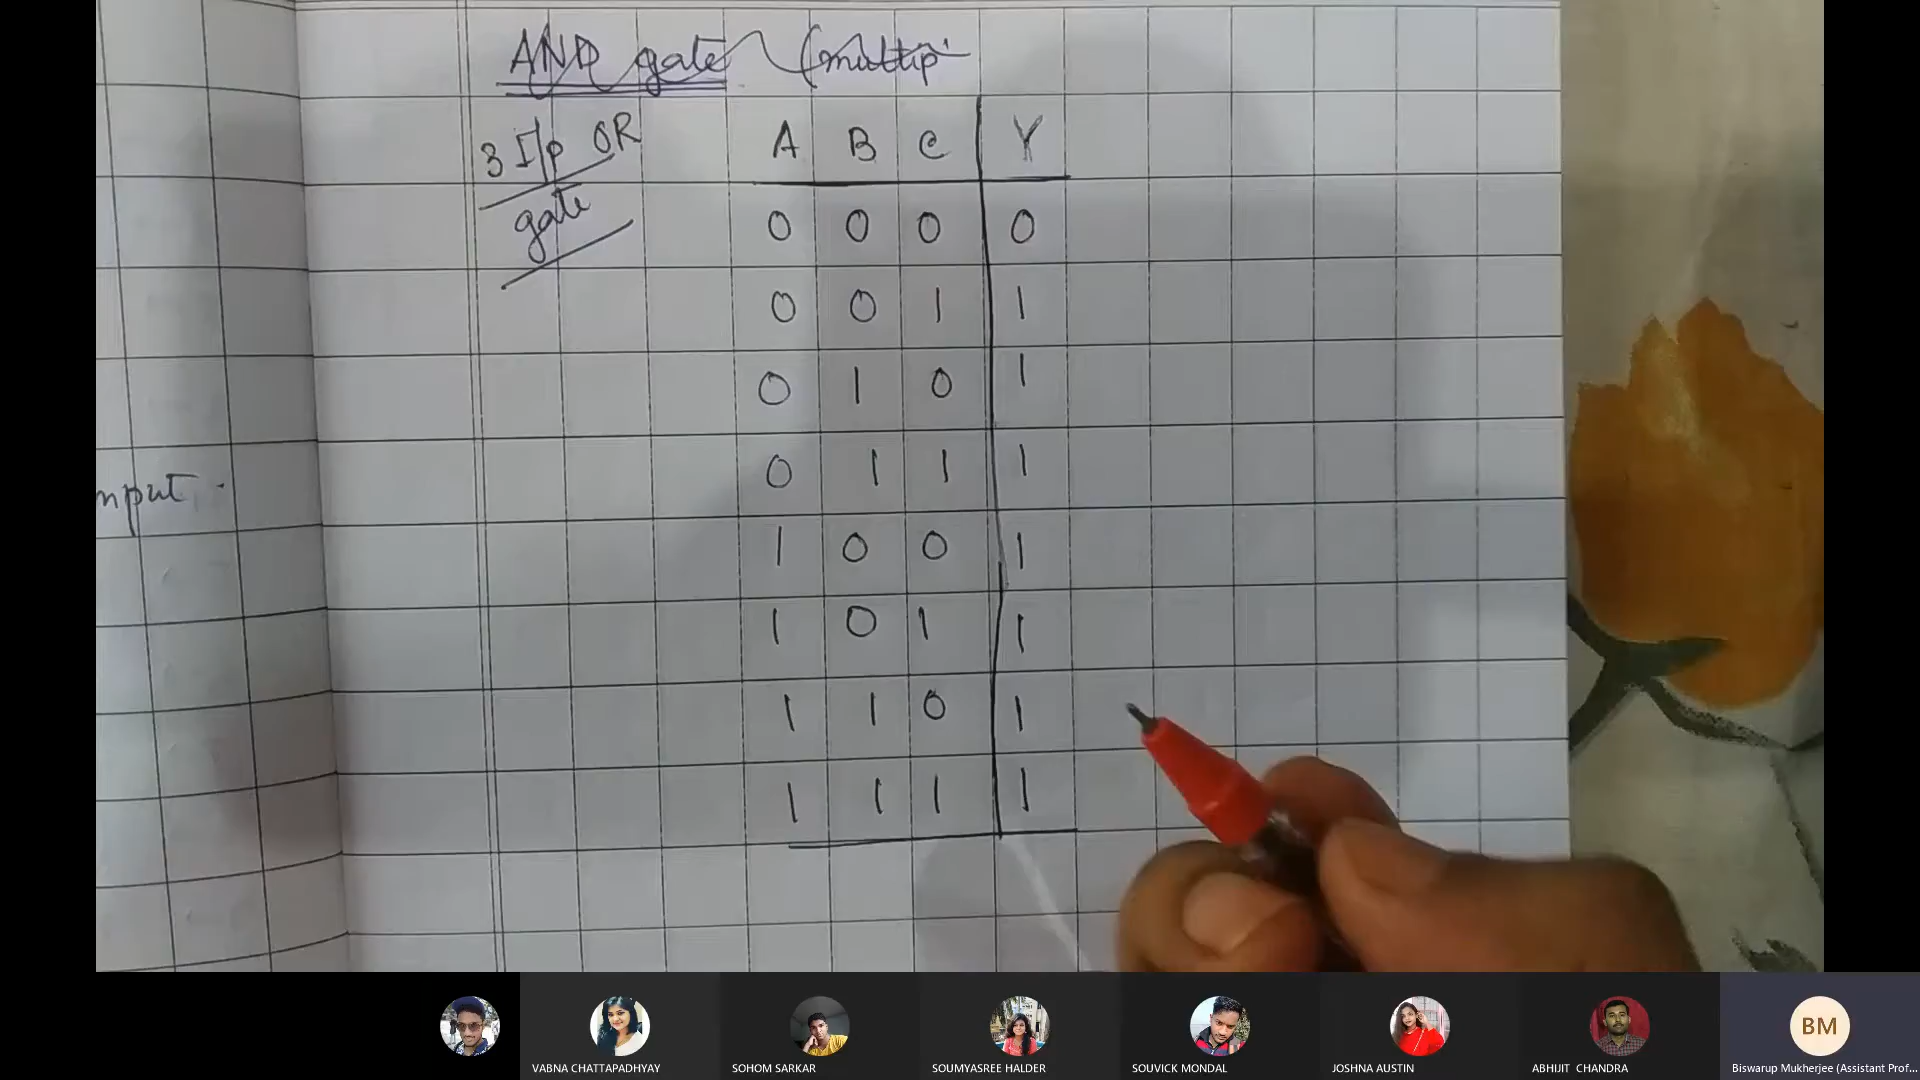 AND gate (multip
3 I/p OR
gate
A B C Y
0 0 0 0
0 0 1 1
0 1 0 1
0 1 1 1
1 0 0 1
1 0 1 1
1 1 0 1
1 1 1 1
nput.
BM
VABNA CHATTAPADHYAY
SOHOM SARKAR
SOUMYASREE HALDER
SOUVICK MONDAL
JOSHNA AUSTIN
ABHIJIT CHANDRA
Biswarup Mukherjee (Assistant Prof...